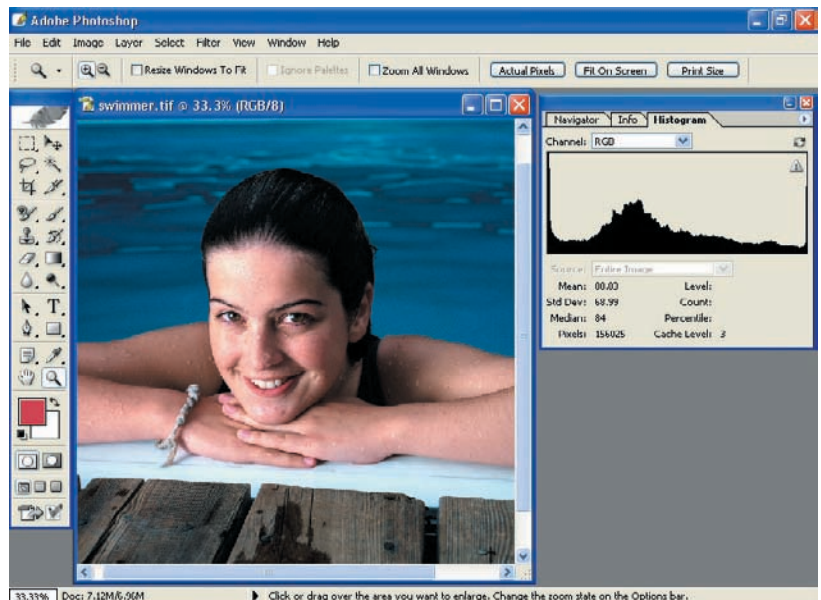 Adobe Photoshop
File Edit Image Layer Select Filter View Window Help
Resize Windows To Fit Ignore Palettes Zoom All Windows Actual Pixels Fit On Screen Print Size
swimmer.tif @ 33.3% (RGB/8)
Navigator Info Histogram
Channel: RGB
Source: Entire Image
Mean: Level:
Std Dev: 68.99 Count:
Median: 84 Percentile:
Pixels: 156025 Cache Level: 3
T
33.33% Doc: 7.12M/6.96M Click or drag over the area you want to enlarge. Change the zoom state on the Options bar.